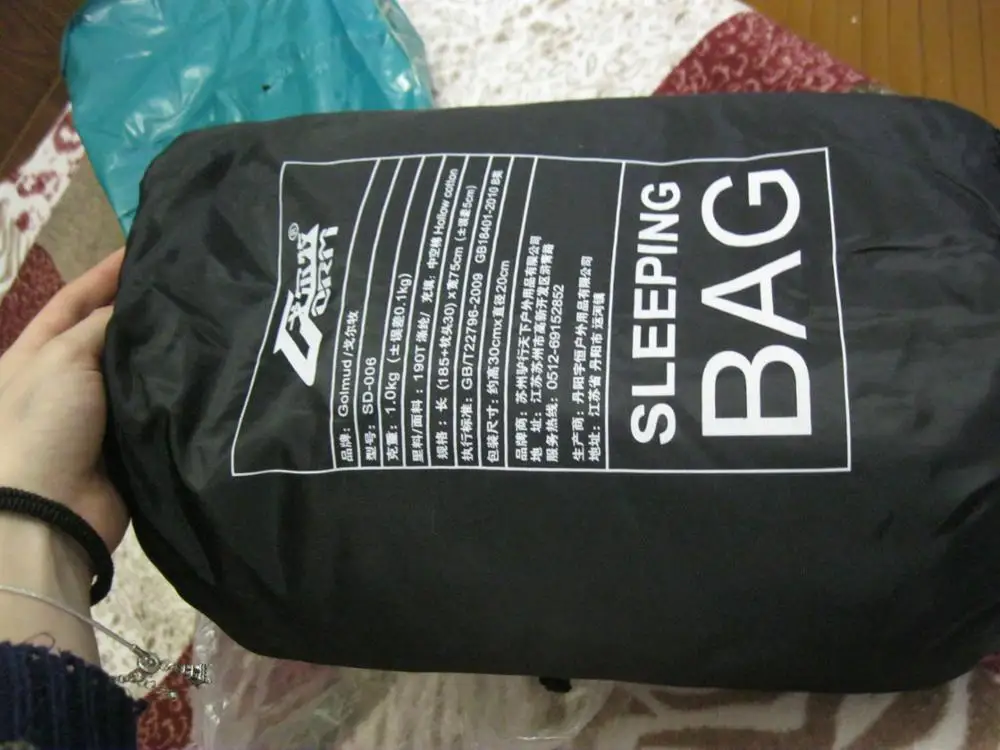 戈尔牧®
品牌：Golmud/戈尔牧
型号：SD-006
克重：1.0kg（土误差0.1kg）
里料/面料：190T 涤纶/ 充填：中空棉 Hollow cotton
规格：长（185+枕头30）x 宽75cm（土误差5cm）
执行标准：GB/T22796-2009 GB18401-2010 B类
包装尺寸：约高30cmx直径20cm
品牌商：苏州驴行天下户外用品有限公司
地 址：江苏苏州市高新开发区浒青路
服务热线：0512-69152852
生产商：丹阳宇恒户外用品有限公司
地址：江苏省 丹阳市 运河镇
SLEEPING
BAG